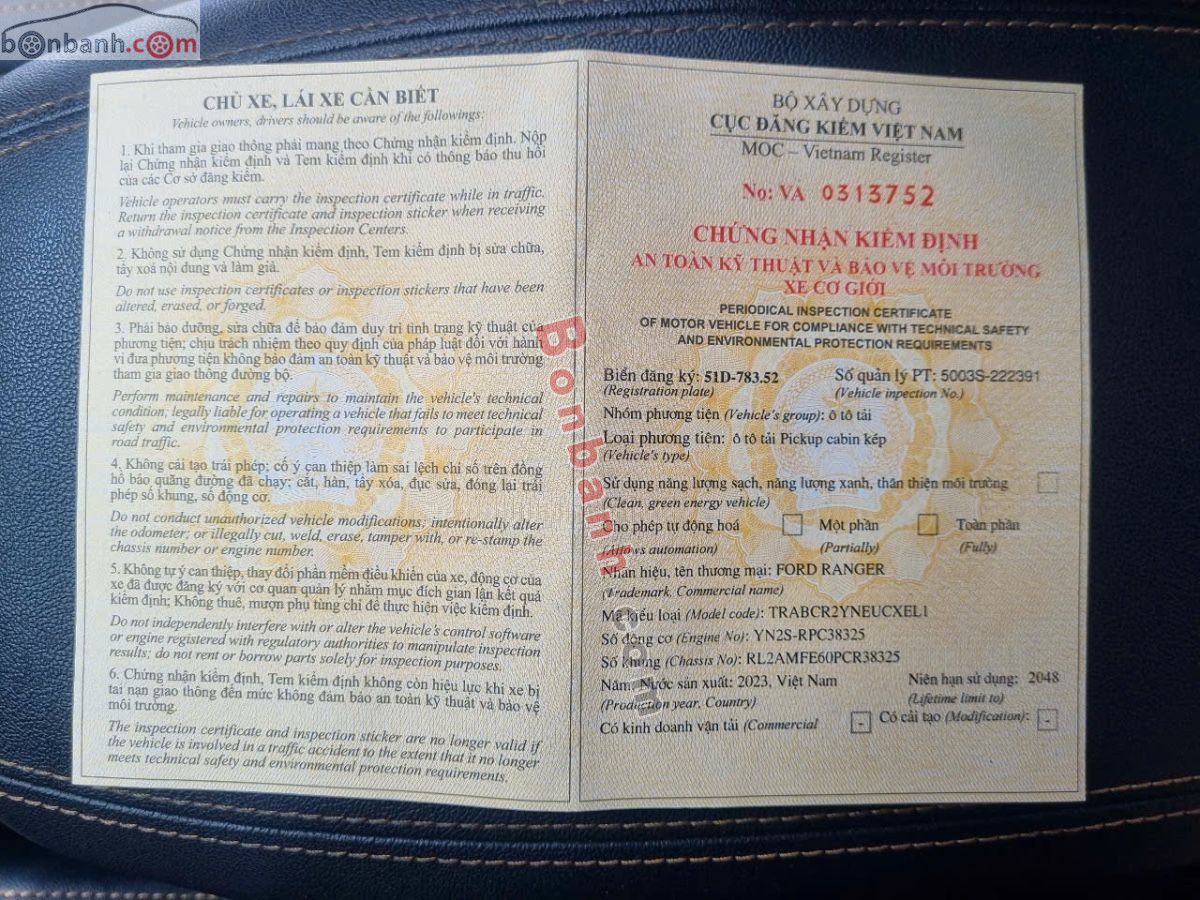 bonbanh.com
CHỦ XE, LÁI XE CẦN BIẾT
Vehicle owners, drivers should be aware of the followings:
1. Khi tham gia giao thông phải mang theo Chứng nhận kiểm định. Nộp
lại Chứng nhận kiểm định và Tem kiểm định khi có thông báo thu hồi
của các Cơ sở đăng kiểm.
Vehicle operators must carry the inspection certificate while in traffic.
Return the inspection certificate and inspection sticker when receiving
a withdrawal notice from the Inspection Centers.
2. Không sử dụng Chứng nhận kiểm định, Tem kiểm định bị sửa chữa,
tẩy xoá nội dung và làm giả.
Do not use inspection certificates or inspection stickers that have been
altered, erased, or forged.
3. Phải bảo dưỡng, sửa chữa để bảo đảm duy trì tình trạng kỹ thuật của
phương tiện; chịu trách nhiệm theo quy định của pháp luật đối với hành
vi đưa phương tiện không bảo đảm an toàn kỹ thuật và bảo vệ môi trường
tham gia giao thông đường bộ.
Perform maintenance and repairs to maintain the vehicle's technical
condition; legally liable for operating a vehicle that fails to meet technical
safety and environmental protection requirements to participate in
road traffic.
4. Không cải tạo trái phép; cố ý can thiệp làm sai lệch chỉ số trên đồng
hồ báo quãng đường đã chạy; cắt, hàn, tẩy xóa, đục sửa, đóng lại trái
phép số khung, số động cơ.
Do not conduct unauthorized vehicle modifications; intentionally alter
the odometer; or illegally cut, weld, erase, tamper with, or re-stamp the
chassis number or engine number.
5. Không tự ý can thiệp, thay đổi phần mềm điều khiển của xe, động cơ của
xe đã được đăng ký với cơ quan quản lý nhằm mục đích gian lận kết quả
kiểm định; Không thuê, mượn phụ tùng chỉ để thực hiện việc kiểm định.
Do not independently interfere with or alter the vehicle's control software
or engine registered with regulatory authorities to manipulate inspection
results; do not rent or borrow parts solely for inspection purposes.
6. Chứng nhận kiểm định, Tem kiểm định không còn hiệu lực khi xe bị
tai nạn giao thông đến mức không đảm bảo an toàn kỹ thuật và bảo vệ
môi trường.
The inspection certificate and inspection sticker are no longer valid if
the vehicle is involved in a traffic accident to the extent that it no longer
meets technical safety and environmental protection requirements.
BỘ XÂY DỰNG
CỤC ĐĂNG KIỂM VIỆT NAM
MOC – Vietnam Register
No: VA 0313752
CHỨNG NHẬN KIỂM ĐỊNH
AN TOÀN KỸ THUẬT VÀ BẢO VỆ MÔI TRƯỜNG
XE CƠ GIỚI
PERIODICAL INSPECTION CERTIFICATE
OF MOTOR VEHICLE FOR COMPLIANCE WITH TECHNICAL SAFETY
AND ENVIRONMENTAL PROTECTION REQUIREMENTS
Biển đăng ký: 51D-783.52 Số quản lý PT: 5003S-222391
(Registration plate) (Vehicle inpection No.)
Nhóm phương tiện (Vehicle's group): ô tô tải
Loại phương tiện: ô tô tải Pickup cabin kép
(Vehicle's type)
Sử dụng năng lượng sạch, năng lượng xanh, thân thiện môi trường
(Clean, green energy vehicle)
Cho phép tự động hoá Một phần Toàn phần
(Allows automation) (Partially) (Fully)
Nhãn hiệu, tên thương mại: FORD RANGER
(Trademark, Commercial name)
Mã kiểu loại (Model code): TRABCR2YNEUCXEL1
Số động cơ (Engine No): YN2S-RPC38325
Số khung (Chassis No): RL2AMFE60PCR38325
Năm, Nước sản xuất: 2023, Việt Nam Niên hạn sử dụng: 2048
(Production year, Country) (Lifetime limit to)
Có kinh doanh vận tải (Commercial - Có cải tạo (Modification): -
Bonbanh.com